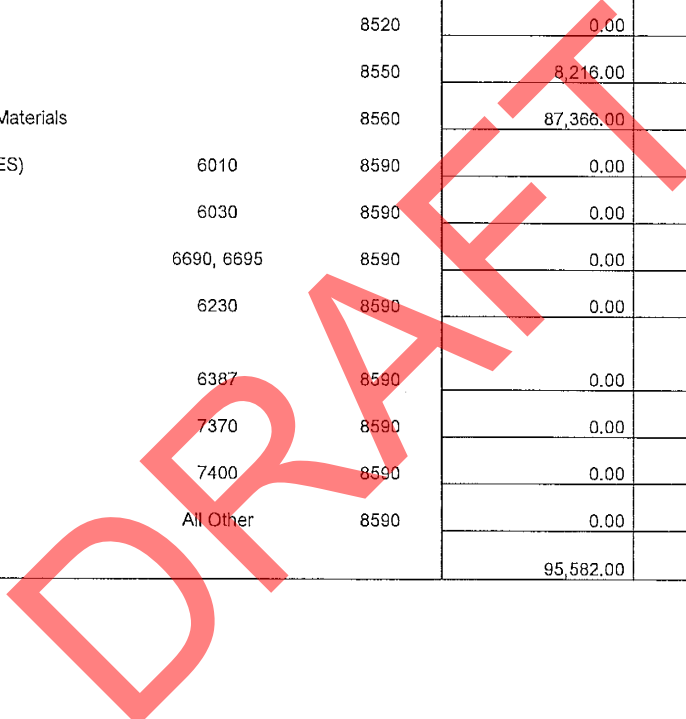 8520 0.00
8550 8,216.00
Materials 8560 87,366.00
ES) 6010 8590 0.00
6030 8590 0.00
6690, 6695 8590 0.00
6230 8590 0.00
6387 8590 0.00
7370 8590 0.00
7400 8590 0.00
All Other 8590 0.00
95,582.00
DRAFT